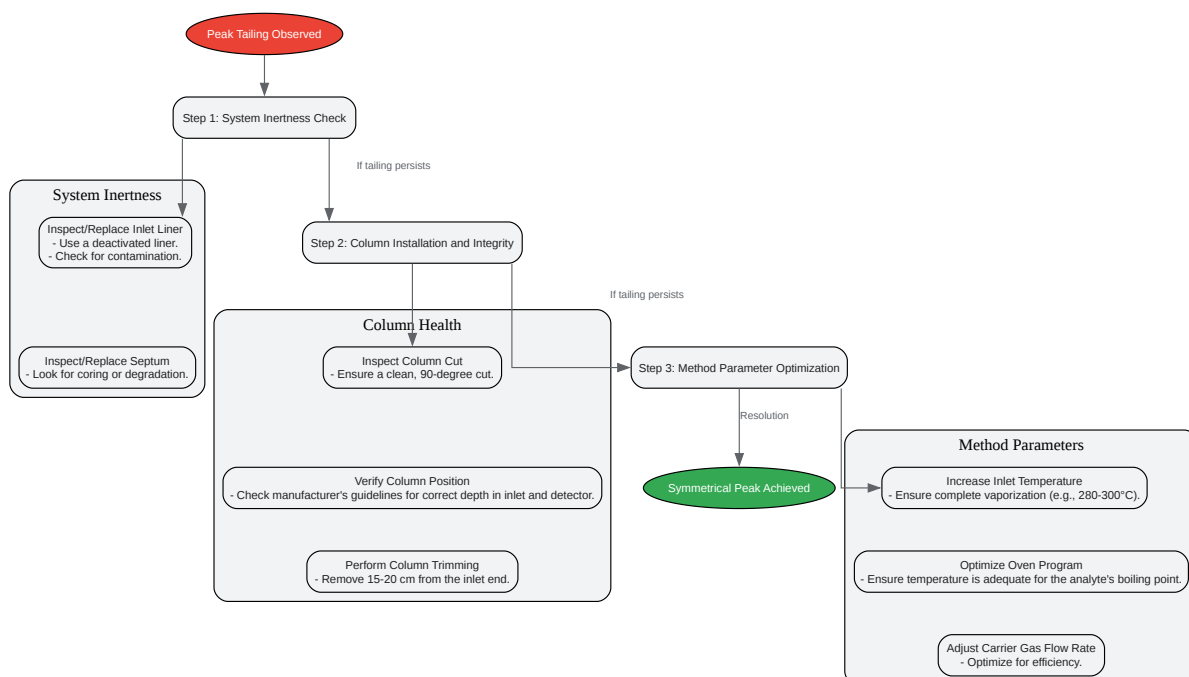 Peak Tailing Observed
Step 1: System Inertness Check
If tailing persists
System Inertness
Inspect/Replace Inlet Liner
- Use a deactivated liner.
- Check for contamination.
Inspect/Replace Septum
- Look for coring or degradation.
Step 2: Column Installation and Integrity
If tailing persists
Column Health
Inspect Column Cut
- Ensure a clean, 90-degree cut.
Verify Column Position
- Check manufacturer's guidelines for correct depth in inlet and detector.
Perform Column Trimming
- Remove 15-20 cm from the inlet end.
Step 3: Method Parameter Optimization
Resolution
Symmetrical Peak Achieved
Method Parameters
Increase Inlet Temperature
- Ensure complete vaporization (e.g., 280-300°C).
Optimize Oven Program
- Ensure temperature is adequate for the analyte's boiling point.
Adjust Carrier Gas Flow Rate
- Optimize for efficiency.